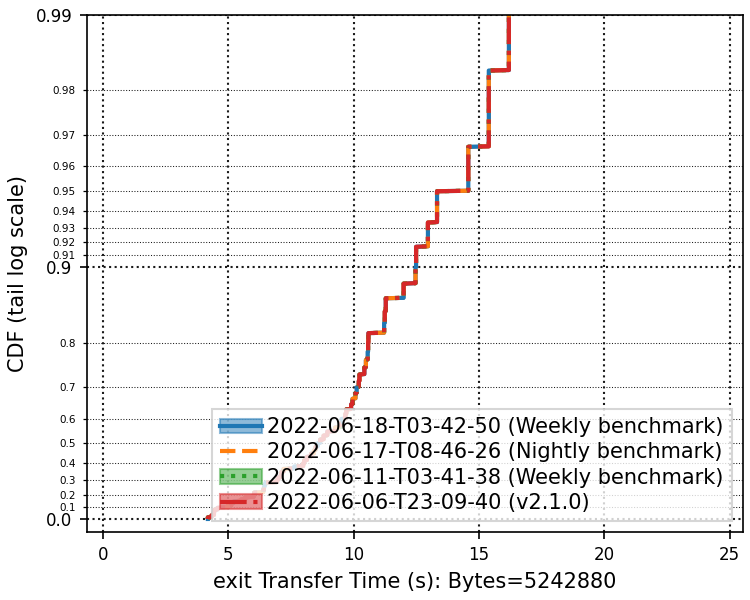 0.99
0.98
0.97
0.96
0.95
0.94
0.93
0.92
0.91
0.9
0.8
0.7
0.6
0.5
0.4
0.3
0.2
0.1
0.0
CDF (tail log scale)
2022-06-18-T03-42-50 (Weekly benchmark)
2022-06-17-T08-46-26 (Nightly benchmark)
2022-06-11-T03-41-38 (Weekly benchmark)
2022-06-06-T23-09-40 (v2.1.0)
0 5 10 15 20 25
exit Transfer Time (s): Bytes=5242880